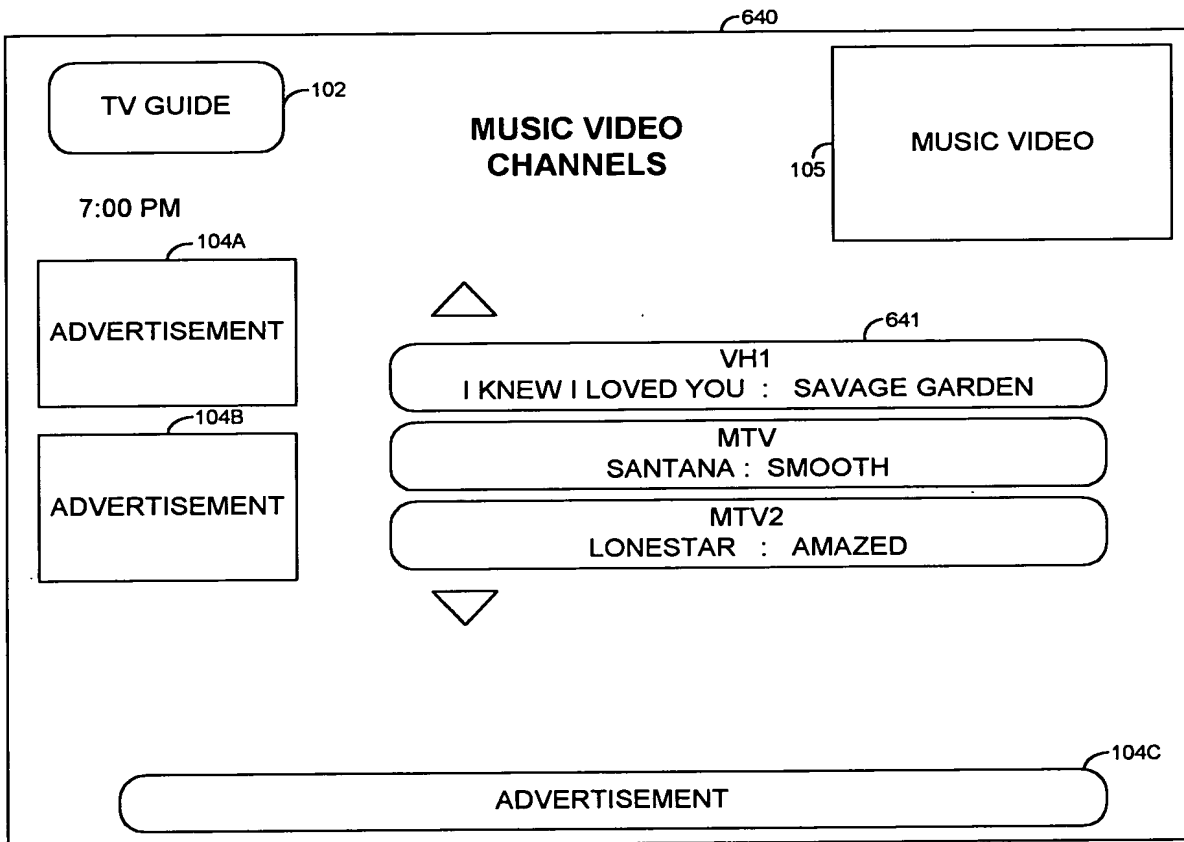 640
TV GUIDE
102
MUSIC VIDEO
CHANNELS
MUSIC VIDEO
105
7:00 PM
104A
ADVERTISEMENT
104B
ADVERTISEMENT
641
VH1
I KNEW I LOVED YOU : SAVAGE GARDEN
MTV
SANTANA : SMOOTH
MTV2
LONESTAR : AMAZED
104C
ADVERTISEMENT